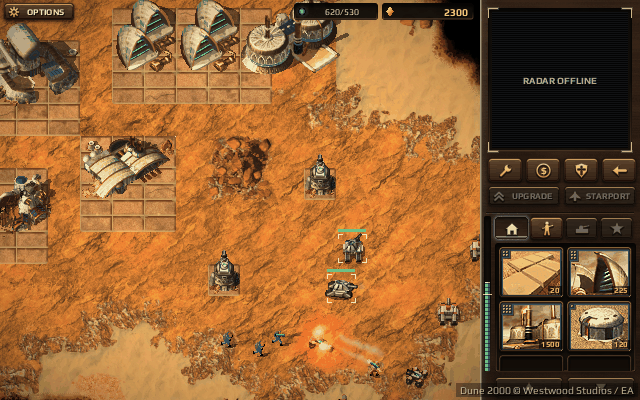 OPTIONS
620/530
2300
RADAR OFFLINE
UPGRADE
STARPORT
20
225
1500
120
Dune 2000 © Westwood Studios / EA